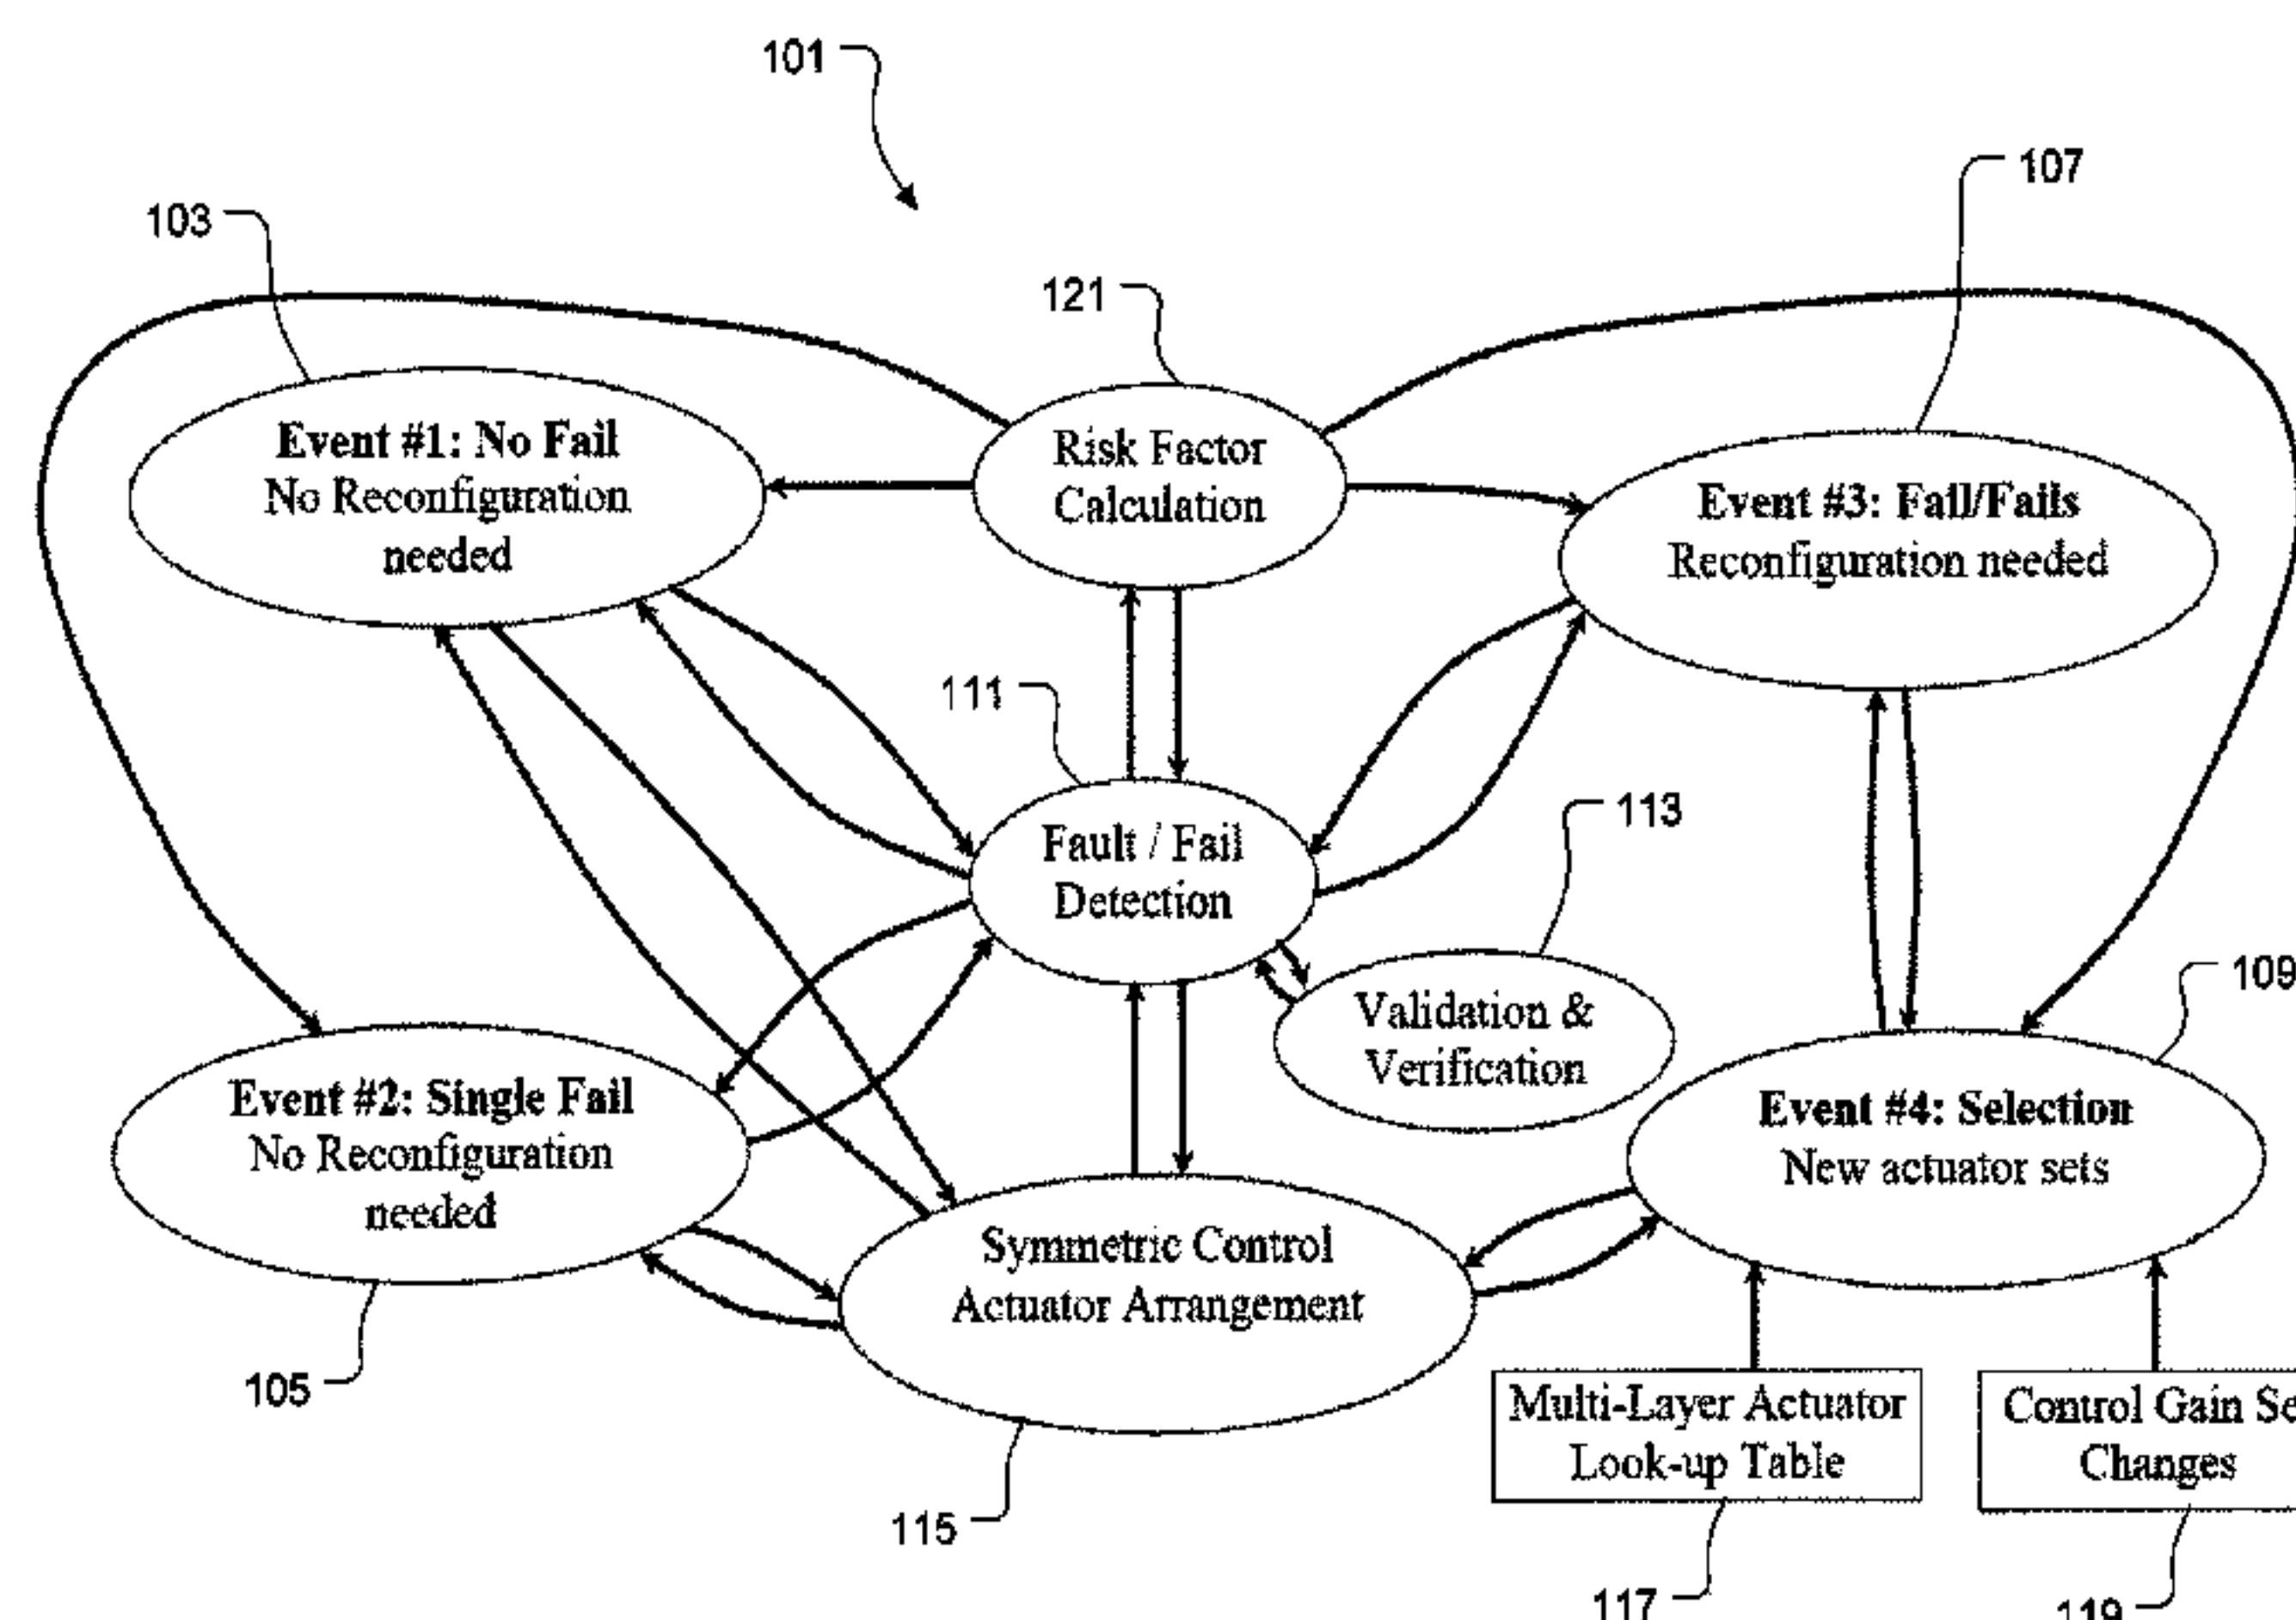 101
107
103
121
Event #1: No Fail
No Reconfiguration
needed
Risk Factor
Calculation
Event #3: Fail/Fails
Reconfiguration needed
111
113
Fault / Fail
Detection
109
Validation &
Verification
Event #2: Single Fail
No Reconfiguration
needed
Event #4: Selection
New actuator sets
Symmetric Control
Actuator Arrangement
105
Multi-Layer Actuator
Look-up Table
Control Gain Se
Changes
115
117
119